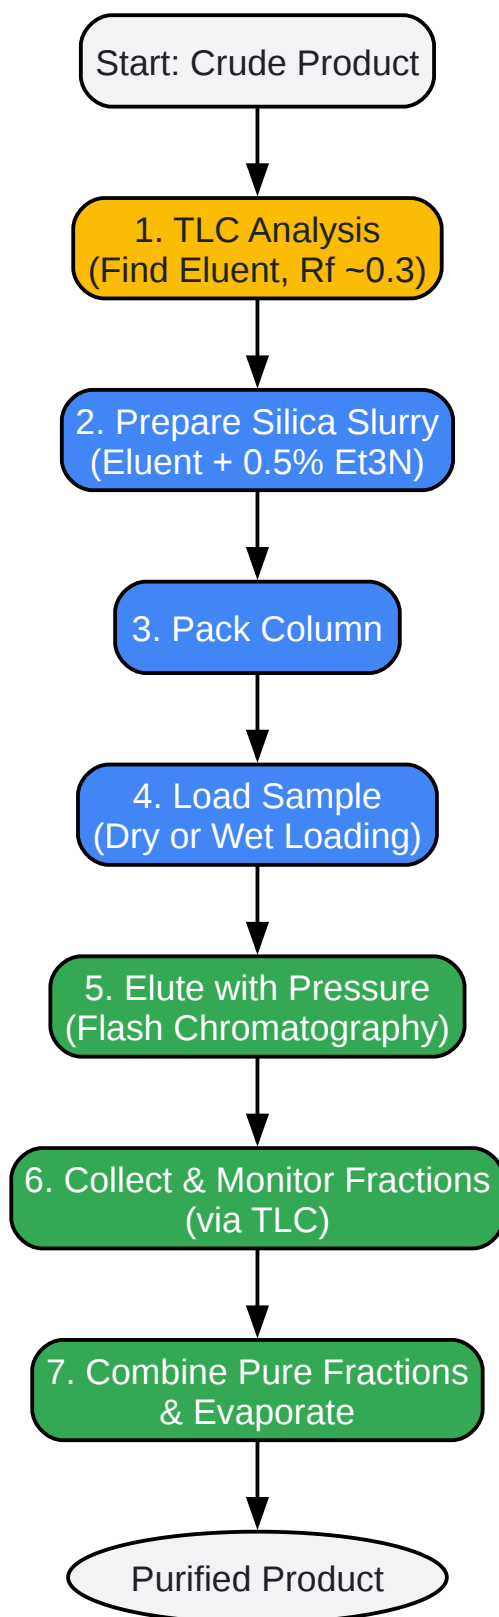 Start: Crude Product
1. TLC Analysis
(Find Eluent, Rf ~0.3)
2. Prepare Silica Slurry
(Eluent + 0.5% Et3N)
3. Pack Column
4. Load Sample
(Dry or Wet Loading)
5. Elute with Pressure
(Flash Chromatography)
6. Collect & Monitor Fractions
(via TLC)
7. Combine Pure Fractions
& Evaporate
Purified Product